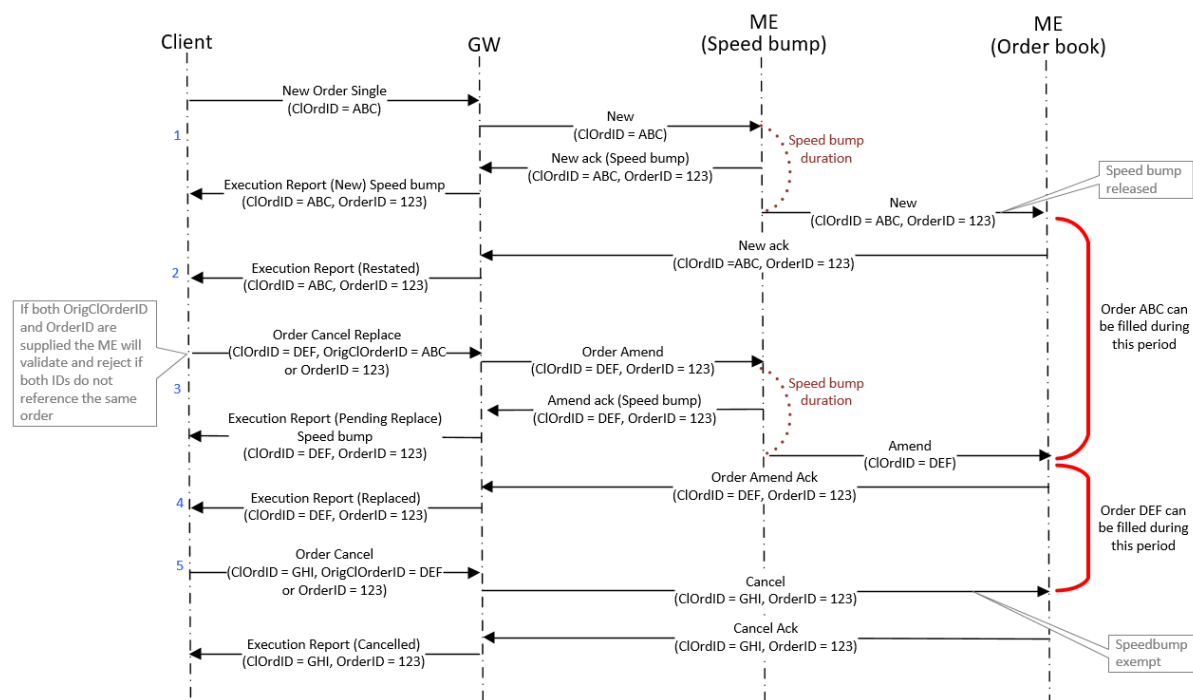 Client
GW
ME
(Speed bump)
ME
(Order book)
New Order Single
(ClOrdID = ABC)
1
New
(ClOrdID = ABC)
Speed bump
duration
New ack (Speed bump)
(ClOrdID = ABC, OrderID = 123)
Execution Report (New) Speed bump
(ClOrdID = ABC, OrderID = 123)
Speed bump
released
New
(ClOrdID = ABC, OrderID = 123)
New ack
(ClOrdID =ABC, OrderID = 123)
2
Execution Report (Restated)
(ClOrdID = ABC, OrderID = 123)
Order ABC can
be filled during
this period
If both OrigClOrderID
and OrderID are
supplied the ME will
validate and reject if
both IDs do not
reference the same
order
Order Cancel Replace
(ClOrdID = DEF, OrigClOrderID = ABC
or OrderID = 123)
Order Amend
(ClOrdID = DEF, OrderID = 123)
3
Speed bump
duration
Amend ack (Speed bump)
(ClOrdID = DEF, OrderID = 123)
Execution Report (Pending Replace)
Speed bump
(ClOrdID = DEF, OrderID = 123)
Amend
(ClOrdID = DEF)
Order Amend Ack
(ClOrdID = DEF, OrderID = 123)
4
Execution Report (Replaced)
(ClOrdID = DEF, OrderID = 123)
Order DEF can
be filled during
this period
5
Order Cancel
(ClOrdID = GHI, OrigClOrderID = DEF
or OrderID = 123)
Cancel
(ClOrdID = GHI, OrderID = 123)
Cancel Ack
(ClOrdID = GHI, OrderID = 123)
Speedbump
exempt
Execution Report (Cancelled)
(ClOrdID = GHI, OrderID = 123)